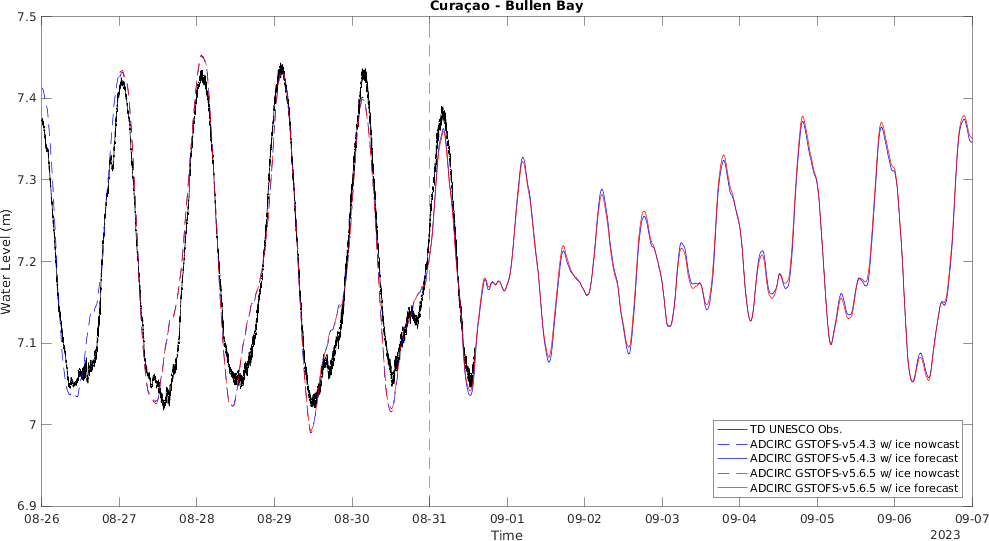 Curaçao - Bullen Bay
7.5
7.4
7.3
7.2
7.1
7
6.9
Water Level (m)
TD UNESCO Obs.
ADCIRC GSTOFS-v5.4.3 w/ ice nowcast
ADCIRC GSTOFS-v5.4.3 w/ ice forecast
ADCIRC GSTOFS-v5.6.5 w/ ice nowcast
ADCIRC GSTOFS-v5.6.5 w/ ice forecast
08-26 08-27 08-28 08-29 08-30 08-31 09-01 09-02 09-03 09-04 09-05 09-06 09-07
Time
2023